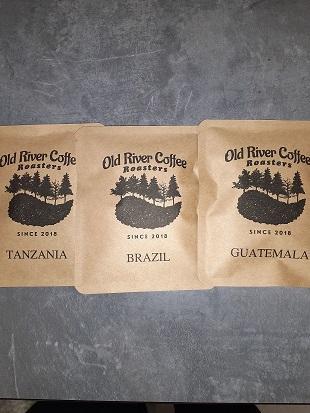 Old River Coffee
Roasters
SINCE 2018
TANZANIA
Old River Coffee
Roasters
SINCE 2018
BRAZIL
Old River Coffee
Roasters
SINCE 2018
GUATEMALA